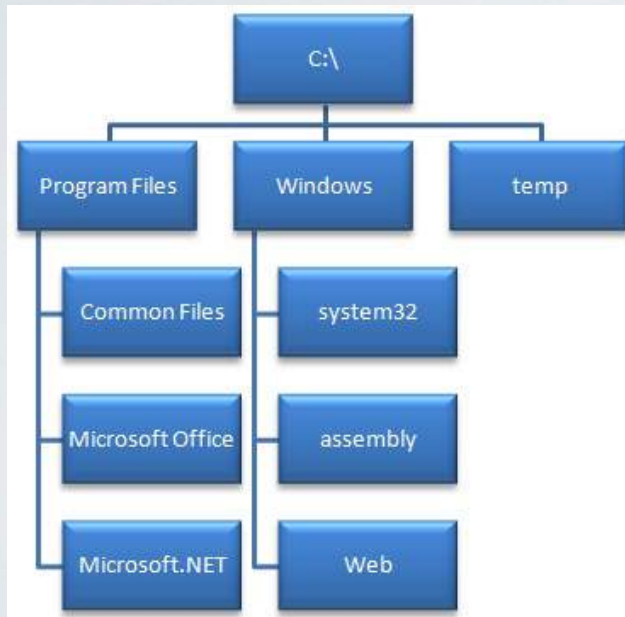 C:\
Program Files
Windows
temp
Common Files
system32
Microsoft Office
assembly
Microsoft.NET
Web